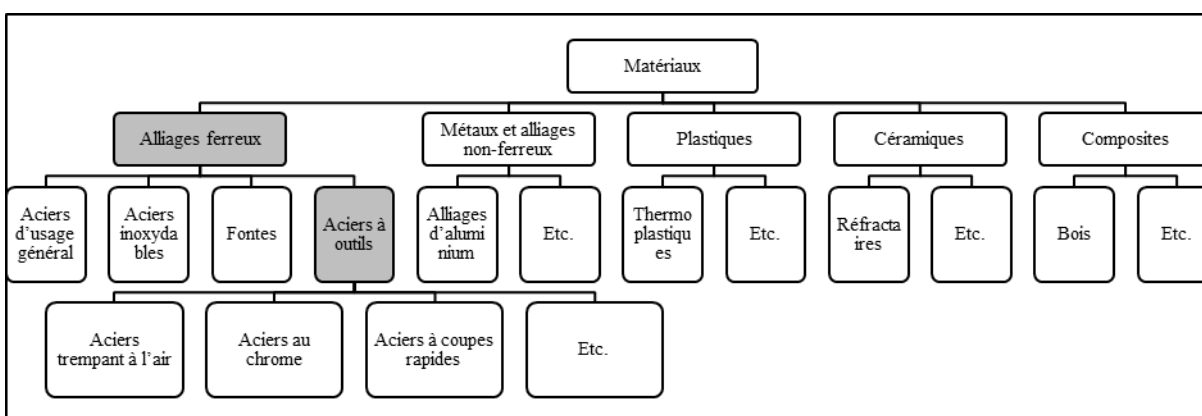 Matériaux
Alliages ferreux
Métaux et alliages
non-ferreux
Plastiques
Céramiques
Composites
Aciers
d’usage
général
Aciers
inoxyda
bles
Fontes
Aciers à
outils
Alliages
d’alumi
nium
Etc.
Thermo
plastiqu
es
Etc.
Réfracta
ires
Etc.
Bois
Etc.
Aciers
trempant à l’air
Aciers au
chrome
Aciers à coupes
rapides
Etc.